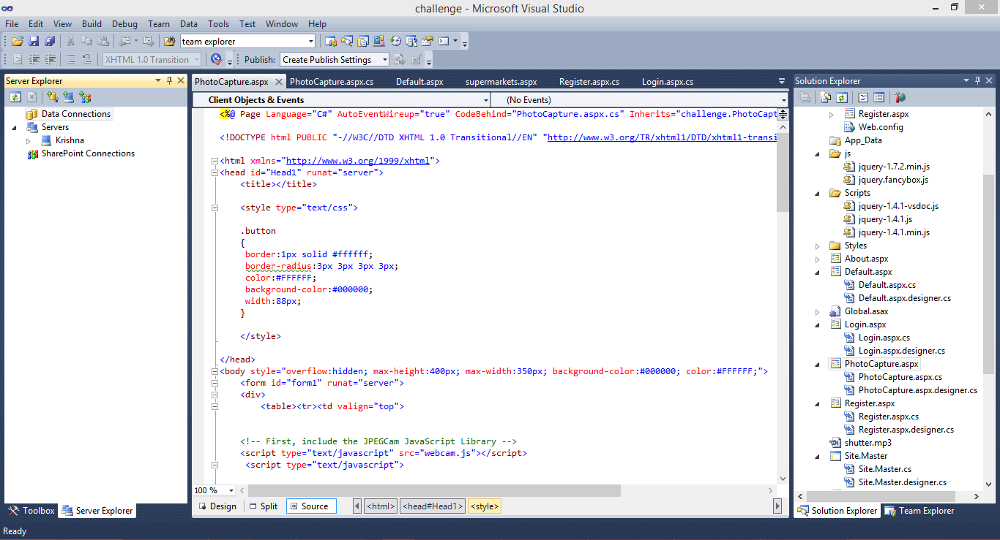 challenge - Microsoft Visual Studio
File Edit View Build Debug Team Data Tools Test Window Help
team explorer
XHTML 1.0 Transition Publish: Create Publish Settings
Server Explorer
Data Connections
Servers
Krishna
SharePoint Connections
Toolbox Server Explorer
PhotoCapture.aspx PhotoCapture.aspx.cs Default.aspx supermarkets.aspx Register.aspx.cs Login.aspx.cs
Client Objects & Events (No Events)
<%@ Page Language="C#" AutoEventWireup="true" CodeBehind="PhotoCapture.aspx.cs" Inherits="challenge.PhotoCapt
<!DOCTYPE html PUBLIC "-//W3C//DTD XHTML 1.0 Transitional//EN" "http://www.w3.org/TR/xhtml1/DTD/xhtml1-transi
<html xmlns="http://www.w3.org/1999/xhtml">
<head id="Head1" runat="server">
<title></title>
<style type="text/css">
.button
{
border:1px solid #ffffff;
border-radius:3px 3px 3px 3px;
color:#FFFFFF;
background-color:#000000;
width:88px;
}
</style>
</head>
<body style="overflow:hidden; max-height:400px; max-width:350px; background-color:#000000; color:#FFFFFF;">
<form id="form1" runat="server">
<div>
<table><tr><td valign="top">
<!-- First, include the JPEGCam JavaScript Library -->
<script type="text/javascript" src="webcam.js"></script>
<script type="text/javascript">
100 %
Design Split Source <html> <head#Head1> <style>
Solution Explorer
Register.aspx
Web.config
App_Data
js
jquery-1.7.2.min.js
jquery.fancybox.js
Scripts
jquery-1.4.1-vsdoc.js
jquery-1.4.1.js
jquery-1.4.1.min.js
Styles
About.aspx
Default.aspx
Default.aspx.cs
Default.aspx.designer.cs
Global.asax
Login.aspx
Login.aspx.cs
Login.aspx.designer.cs
PhotoCapture.aspx
PhotoCapture.aspx.cs
PhotoCapture.aspx.designer.cs
Register.aspx
Register.aspx.cs
Register.aspx.designer.cs
shutter.mp3
Site.Master
Site.Master.cs
Site.Master.designer.cs
Solution Explorer Team Explorer
Ready